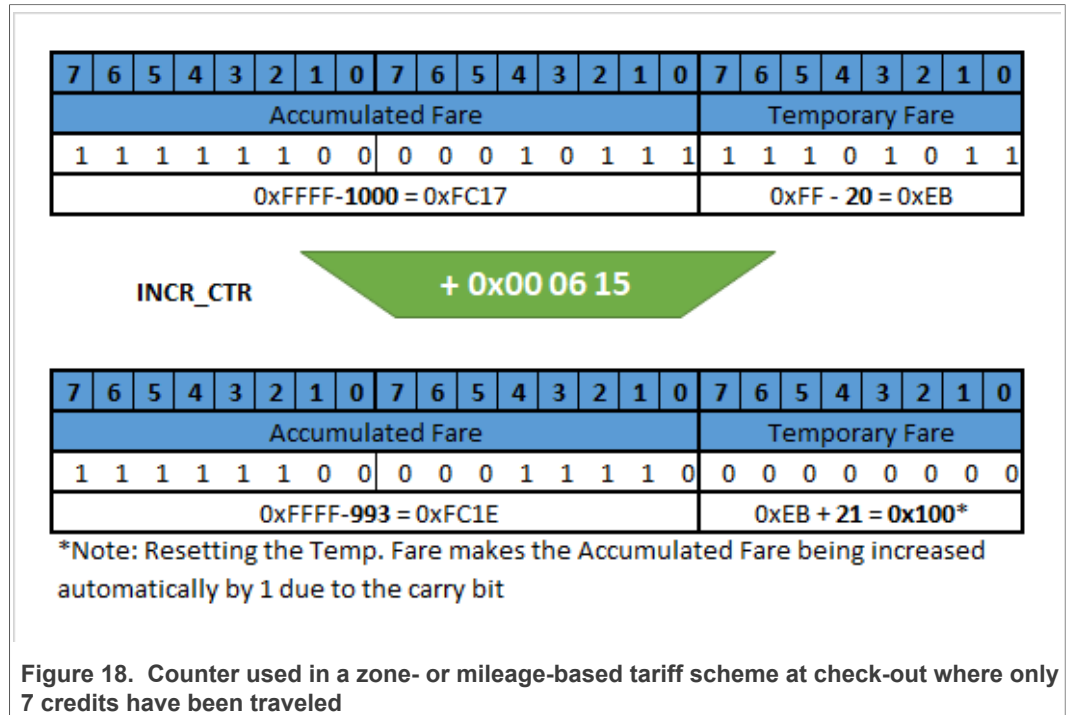 7 6 5 4 3 2 1 0 7 6 5 4 3 2 1 0 7 6 5 4 3 2 1 0
Accumulated Fare Temporary Fare
1 1 1 1 1 1 0 0 0 0 0 1 0 1 1 1 1 1 1 0 1 0 1 1
0xFFFF-1000 = 0xFC17 0xFF - 20 = 0xEB
INCR_CTR + 0x00 06 15
7 6 5 4 3 2 1 0 7 6 5 4 3 2 1 0 7 6 5 4 3 2 1 0
Accumulated Fare Temporary Fare
1 1 1 1 1 1 0 0 0 0 0 1 1 1 1 0 0 0 0 0 0 0 0 0
0xFFFF-993 = 0xFC1E 0xEB + 21 = 0x100*
*Note: Resetting the Temp. Fare makes the Accumulated Fare being increased
automatically by 1 due to the carry bit
Figure 18. Counter used in a zone- or mileage-based tariff scheme at check-out where only
7 credits have been traveled